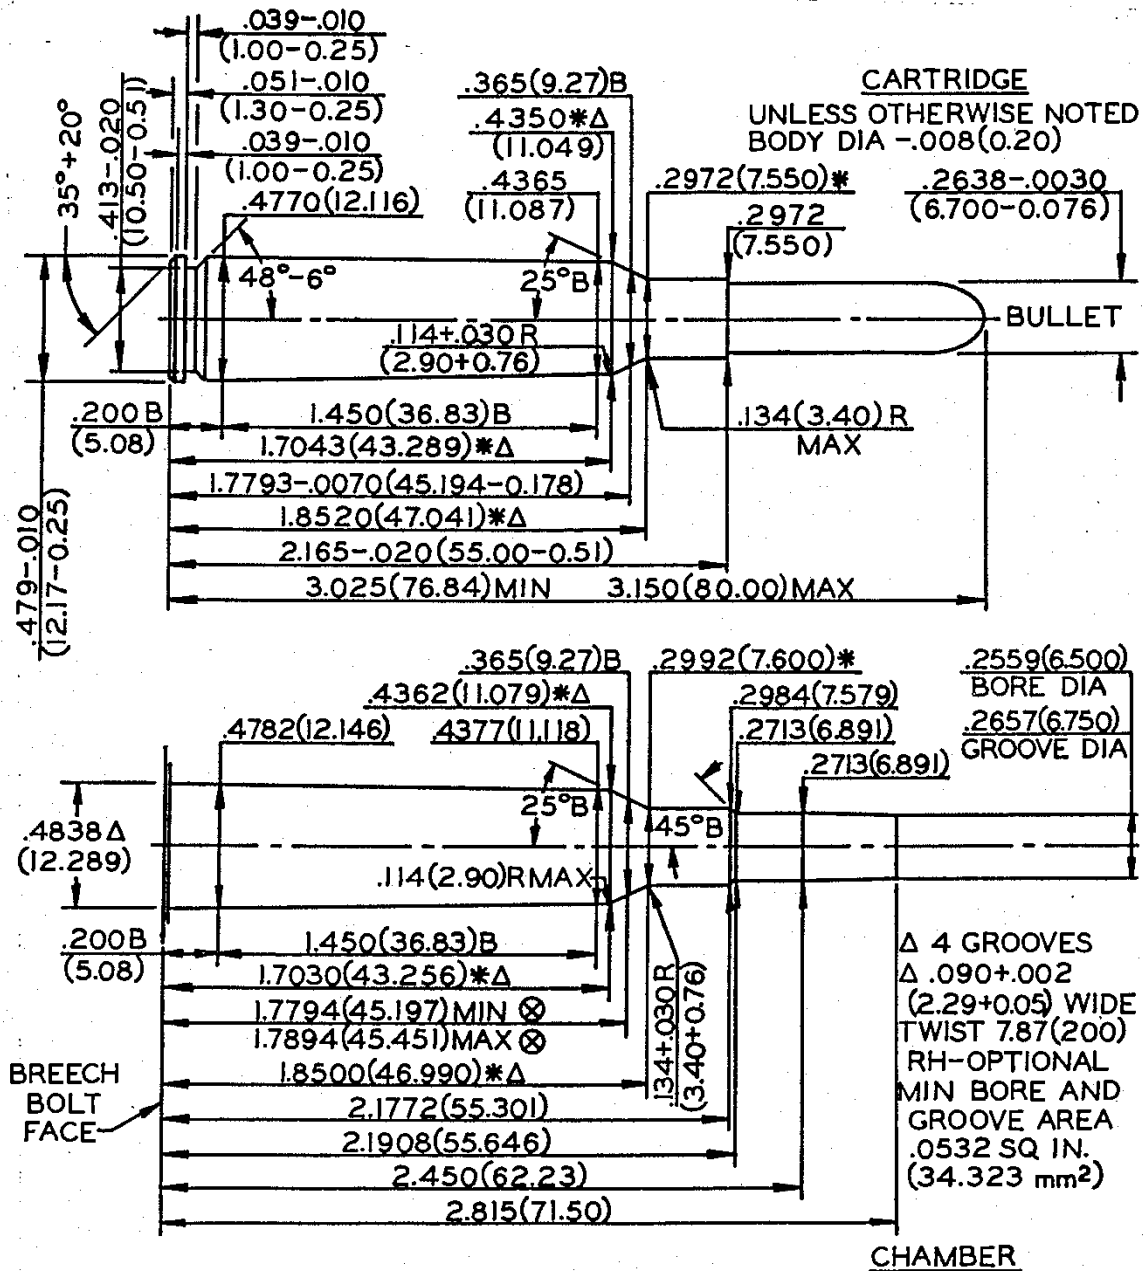 .039-.010
(1.00-0.25)
.051-.010
(1.30-0.25)
.039-.010
(1.00-0.25)
35°+20°
.413-.020
(10.50-0.51)
.4770(12.116)
48°-6°
.365(9.27)B
.4350*Δ
(11.049)
.4365
(11.087)
25°B
CARTRIDGE
UNLESS OTHERWISE NOTED
BODY DIA -.008(0.20)
.2972(7.550)*
.2972
(7.550)
.2638-.0030
(6.700-0.076)
BULLET
.114+.030 R
(2.90+0.76)
.134(3.40)R
MAX
.200 B
(5.08)
1.450(36.83)B
1.7043(43.289)*Δ
1.7793-.0070(45.194-0.178)
1.8520(47.041)*Δ
2.165-.020(55.00-0.51)
3.025(76.84)MIN 3.150(80.00)MAX
.479-.010
(12.17-0.25)
.365(9.27)B
.4362(11.079)*Δ
.4782(12.146)
.4377(11.118)
.2992(7.600)*
.2984(7.579)
.2713(6.891)
.2713(6.891)
.2559(6.500)
BORE DIA
.2657(6.750)
GROOVE DIA
25°B
45°B
.4838Δ
(12.289)
.114(2.90)R MAX
.200B
(5.08)
1.450(36.83)B
1.7030(43.256)*Δ
1.7794(45.197)MIN ⊗
1.7894(45.451)MAX ⊗
1.8500(46.990)*Δ
2.1772(55.301)
2.1908(55.646)
2.450(62.23)
2.815(71.50)
.134+.030R
(3.40+0.76)
BREECH
BOLT
FACE
Δ 4 GROOVES
Δ .090+.002
(2.29+0.05) WIDE
TWIST 7.87(200)
RH-OPTIONAL
MIN BORE AND
GROOVE AREA
.0532 SQ IN.
(34.323 mm²)
CHAMBER